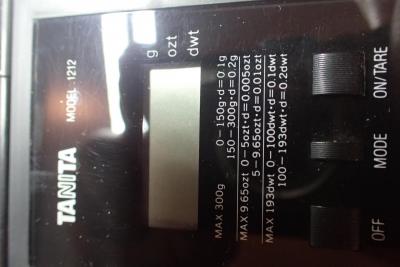 TANITA
MODEL 1212
g
ozt
dwt
MAX 300g 0−150g·d=0.1g
150−300g·d=0.2g
MAX 9.65ozt 0−5ozt·d=0.005ozt
5−9.65ozt·d=0.01ozt
MAX 193dwt 0−100dwt·d=0.1dwt
100−193dwt·d=0.2dwt
OFF MODE ON/TARE